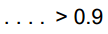 . . . . > 0.9